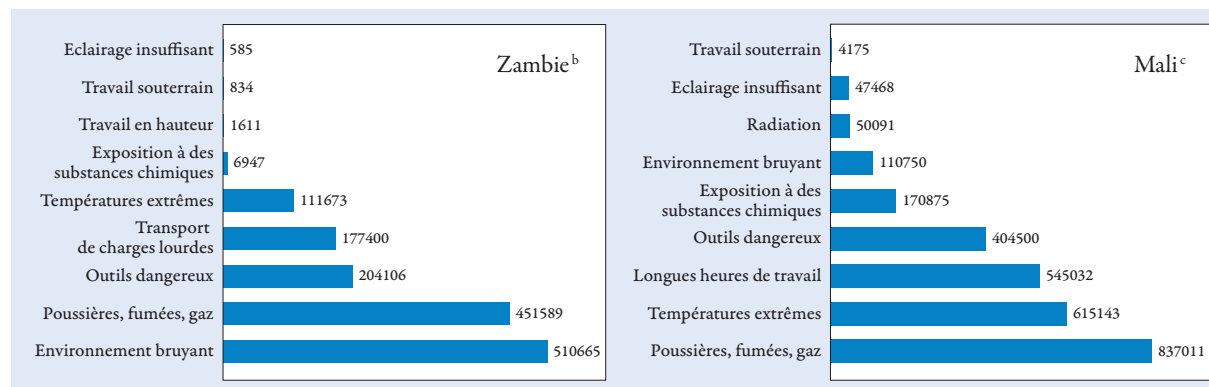 Zambie b
Eclairage insuffisant 585
Travail souterrain 834
Travail en hauteur 1611
Exposition à des
substances chimiques 6947
Températures extrêmes 111673
Transport
de charges lourdes 177400
Outils dangereux 204106
Poussières, fumées, gaz 451589
Environnement bruyant 510665
Mali c
Travail souterrain 4175
Eclairage insuffisant 47468
Radiation 50091
Environnement bruyant 110750
Exposition à des
substances chimiques 170875
Outils dangereux 404500
Longues heures de travail 545032
Températures extrêmes 615143
Poussières, fumées, gaz 837011